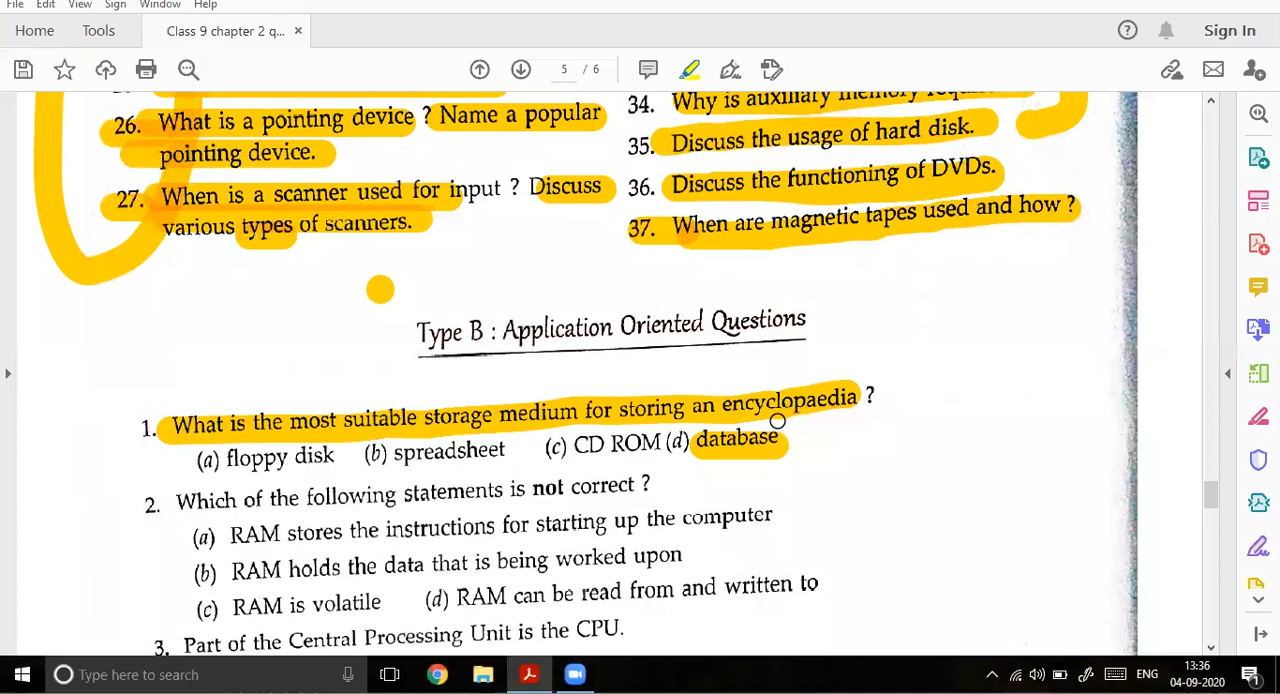 File Edit View Sign Window Help
Home Tools Class 9 chapter 2 q... × Sign In
5 / 6
26. What is a pointing device ? Name a popular
pointing device.
27. When is a scanner used for input ? Discuss
various types of scanners.
34. Why is auxiliary memory
35. Discuss the usage of hard disk.
36. Discuss the functioning of DVDs.
37. When are magnetic tapes used and how ?
Type B : Application Oriented Questions
1. What is the most suitable storage medium for storing an encyclopaedia ?
(a) floppy disk (b) spreadsheet (c) CD ROM (d) database
2. Which of the following statements is not correct ?
(a) RAM stores the instructions for starting up the computer
(b) RAM holds the data that is being worked upon
(c) RAM is volatile (d) RAM can be read from and written to
3. Part of the Central Processing Unit is the CPU.
Type here to search
ENG
13:36
04-09-2020
1